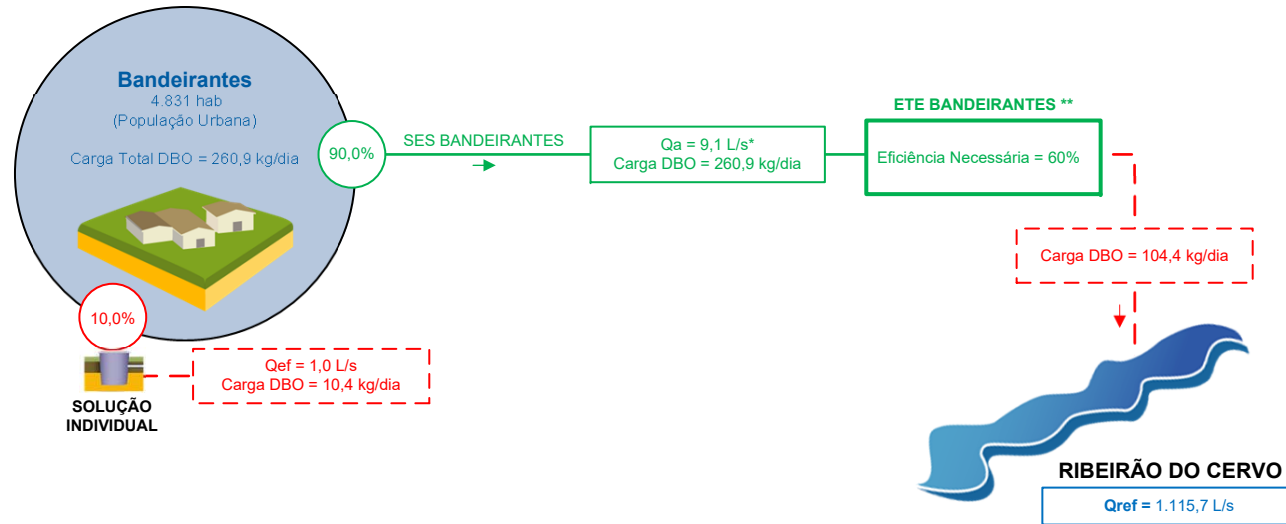 Bandeirantes
4.831 hab
(População Urbana)
Carga Total DBO = 260,9 kg/dia
90,0%
SES BANDEIRANTES
Qa = 9,1 L/s*
Carga DBO = 260,9 kg/dia
ETE BANDEIRANTES **
Eficiência Necessária = 60%
Carga DBO = 104,4 kg/dia
10,0%
SOLUÇÃO
INDIVIDUAL
Qef = 1,0 L/s
Carga DBO = 10,4 kg/dia
RIBEIRÃO DO CERVO
Qref = 1.115,7 L/s